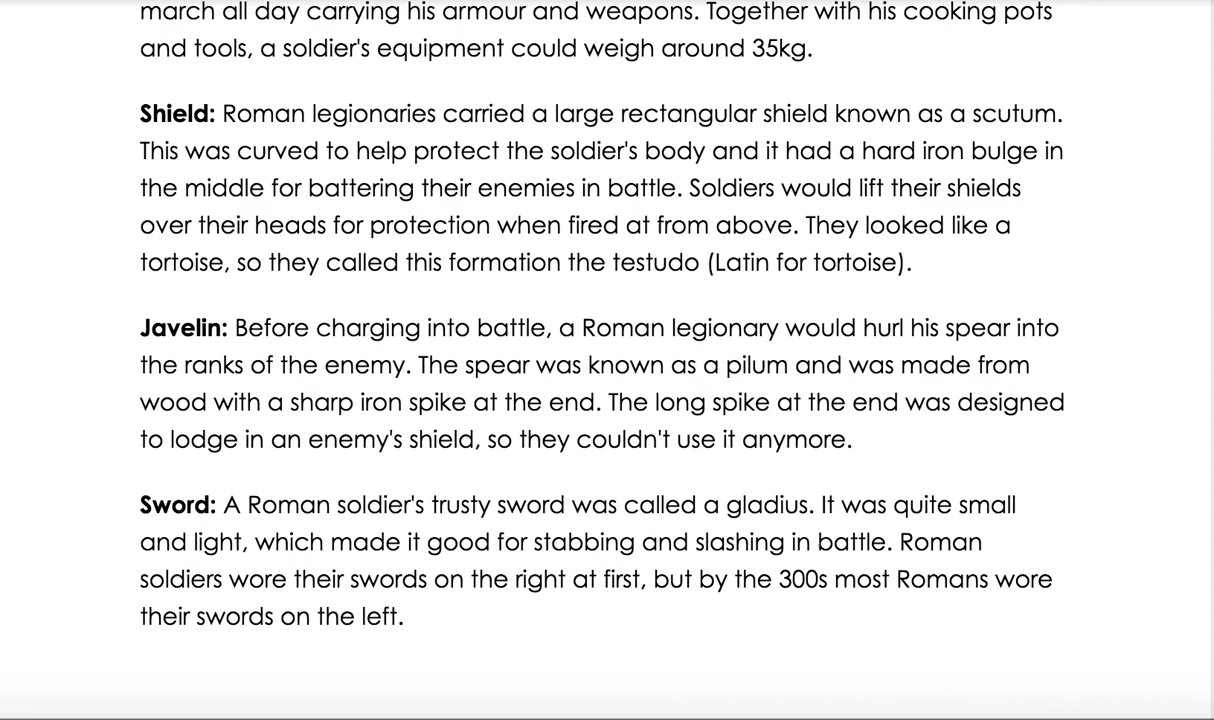 march all day carrying his armour and weapons. Together with his cooking pots
and tools, a soldier's equipment could weigh around 35kg.
Shield: Roman legionaries carried a large rectangular shield known as a scutum.
This was curved to help protect the soldier's body and it had a hard iron bulge in
the middle for battering their enemies in battle. Soldiers would lift their shields
over their heads for protection when fired at from above. They looked like a
tortoise, so they called this formation the testudo (Latin for tortoise).
Javelin: Before charging into battle, a Roman legionary would hurl his spear into
the ranks of the enemy. The spear was known as a pilum and was made from
wood with a sharp iron spike at the end. The long spike at the end was designed
to lodge in an enemy's shield, so they couldn't use it anymore.
Sword: A Roman soldier's trusty sword was called a gladius. It was quite small
and light, which made it good for stabbing and slashing in battle. Roman
soldiers wore their swords on the right at first, but by the 300s most Romans wore
their swords on the left.